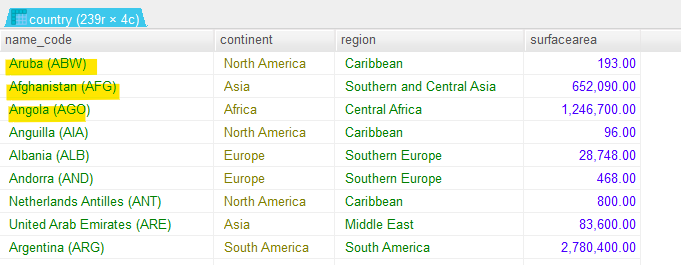 country (239r × 4c)
name_code continent region surfacearea
Aruba (ABW) North America Caribbean 193.00
Afghanistan (AFG) Asia Southern and Central Asia 652,090.00
Angola (AGO) Africa Central Africa 1,246,700.00
Anguilla (AIA) North America Caribbean 96.00
Albania (ALB) Europe Southern Europe 28,748.00
Andorra (AND) Europe Southern Europe 468.00
Netherlands Antilles (ANT) North America Caribbean 800.00
United Arab Emirates (ARE) Asia Middle East 83,600.00
Argentina (ARG) South America South America 2,780,400.00